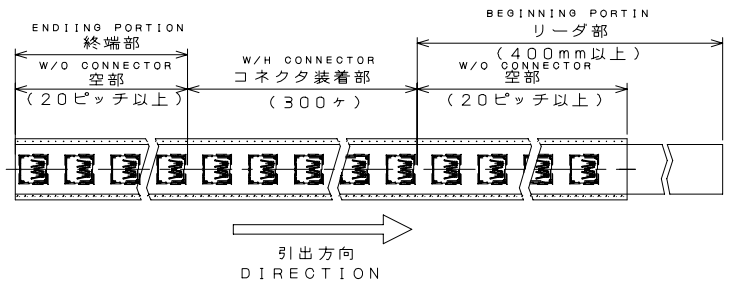 BEGINNING PORTIN
リーダ部
(400mm以上)
ENDIING PORTION
終端部
W/O CONNECTOR
空部
(20ピッチ以上)
W/H CONNECTOR
コネクタ装着部
(300ヶ)
W/O CONNECTOR
空部
(20ピッチ以上)
引出方向
DIRECTION